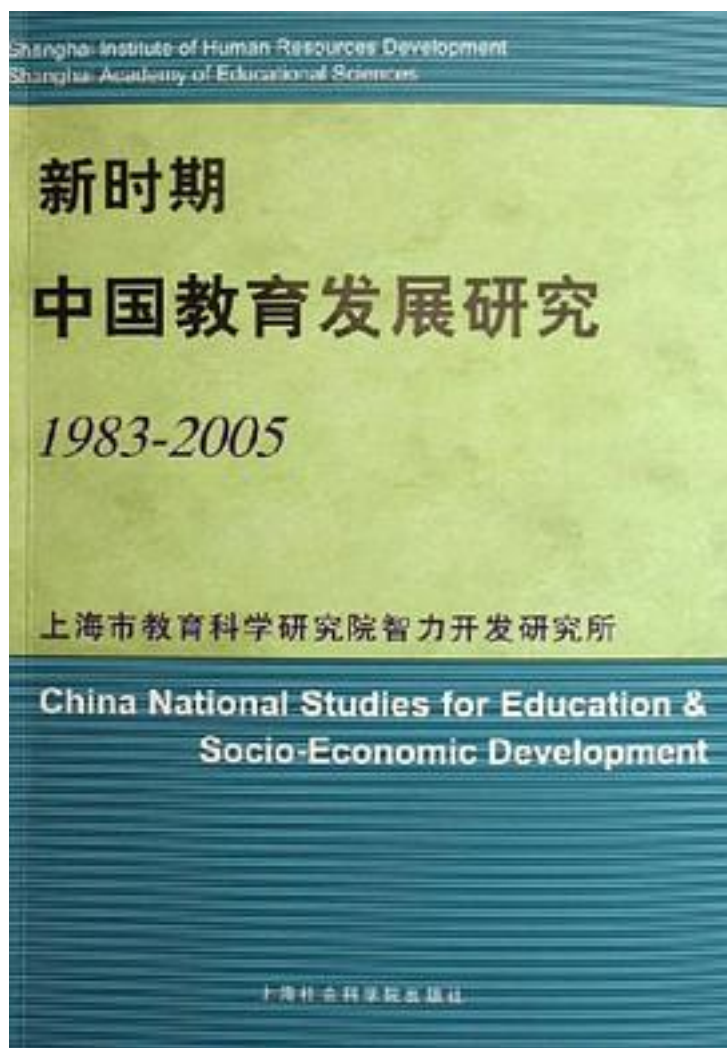 Shanghai Institute of Human Resources Development
Shanghai Academy of Educational Sciences
新时期
中国教育发展研究
1983-2005
上海市教育科学研究院智力开发研究所
China National Studies for Education &
Socio-Economic Development
上海社会科学院出版社